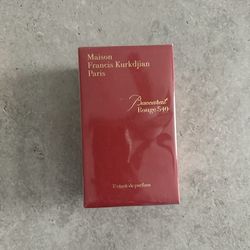 Maison
Francis Kurkdjian
Paris
Baccarat
Rouge 540
Extrait de parfum